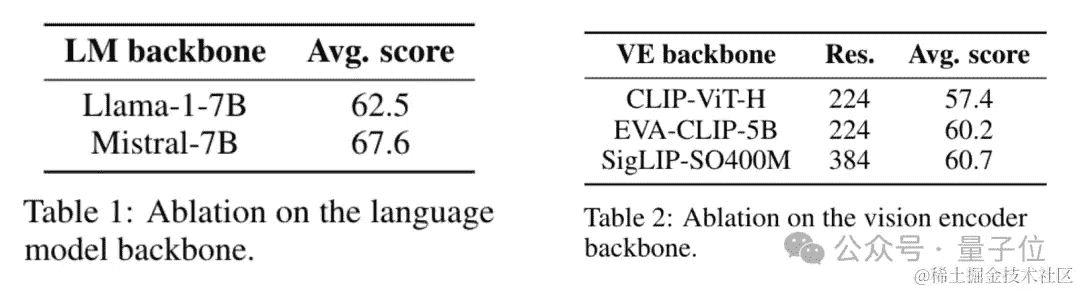 LM backbone Avg. score
Llama-1-7B 62.5
Mistral-7B 67.6
Table 1: Ablation on the language
model backbone.
VE backbone Res. Avg. score
CLIP-ViT-H 224 57.4
EVA-CLIP-5B 224 60.2
SigLIP-SO400M 384 60.7
Table 2: Ablation on the vision encoder
backbone.
公众号 · 量子位
@稀土掘金技术社区